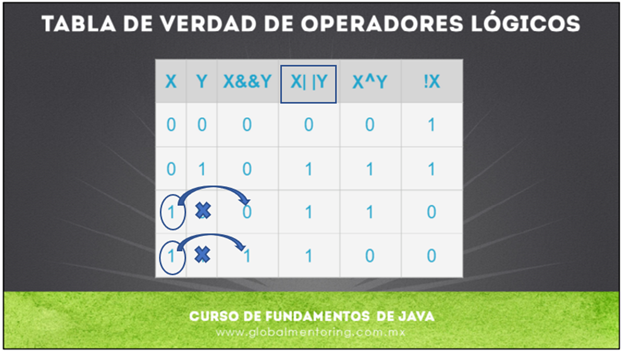 TABLA DE VERDAD DE OPERADORES LÓGICOS
X Y X&&Y X| |Y X^Y !X
0 0 0 0 0 1
0 1 0 1 1 1
1 0 1 1 0
1 1 1 0 0
CURSO DE FUNDAMENTOS DE JAVA
www.globalmentoring.com.mx